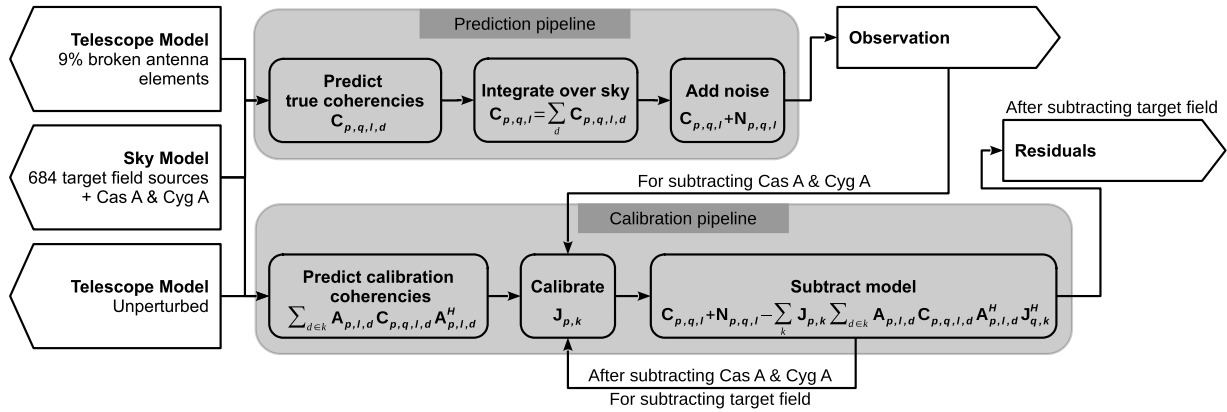 Telescope Model
9% broken antenna
elements
Sky Model
684 target field sources
+ Cas A & Cyg A
Telescope Model
Unperturbed
Prediction pipeline
Predict
true coherencies
C_{p,q,l,d}
Integrate over sky
C_{p,q,l}=∑_d C_{p,q,l,d}
Add noise
C_{p,q,l}+N_{p,q,l}
Observation
After subtracting target field
Residuals
For subtracting Cas A & Cyg A
Calibration pipeline
Predict calibration
coherencies
∑_{d∈k} A_{p,l,d} C_{p,q,l,d} A^H_{p,l,d}
Calibrate
J_{p,k}
Subtract model
C_{p,q,l}+N_{p,q,l}−∑_k J_{p,k} ∑_{d∈k} A_{p,l,d} C_{p,q,l,d} A^H_{p,l,d} J^H_{q,k}
After subtracting Cas A & Cyg A
For subtracting target field